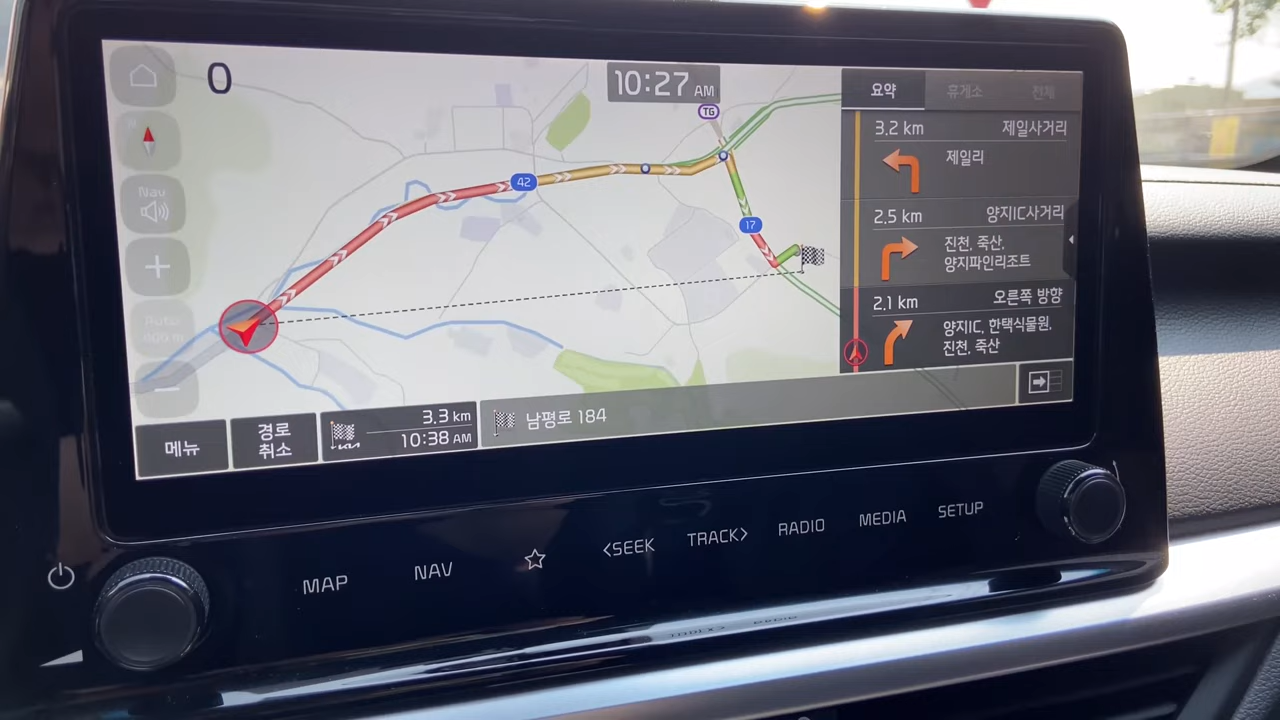 0
10:27 AM
TG
42
17
Nav
요약
휴게소
전체
3.2 km 제일사거리
제일리
2.5 km 양지IC사거리
진천, 죽산,
양지파인리조트
2.1 km 오른쪽 방향
양지IC, 한택식물원,
진천, 죽산
메뉴
경로
취소
3.3 km
10:38 AM
남평로 184
MAP
NAV
<SEEK
TRACK>
RADIO
MEDIA
SETUP